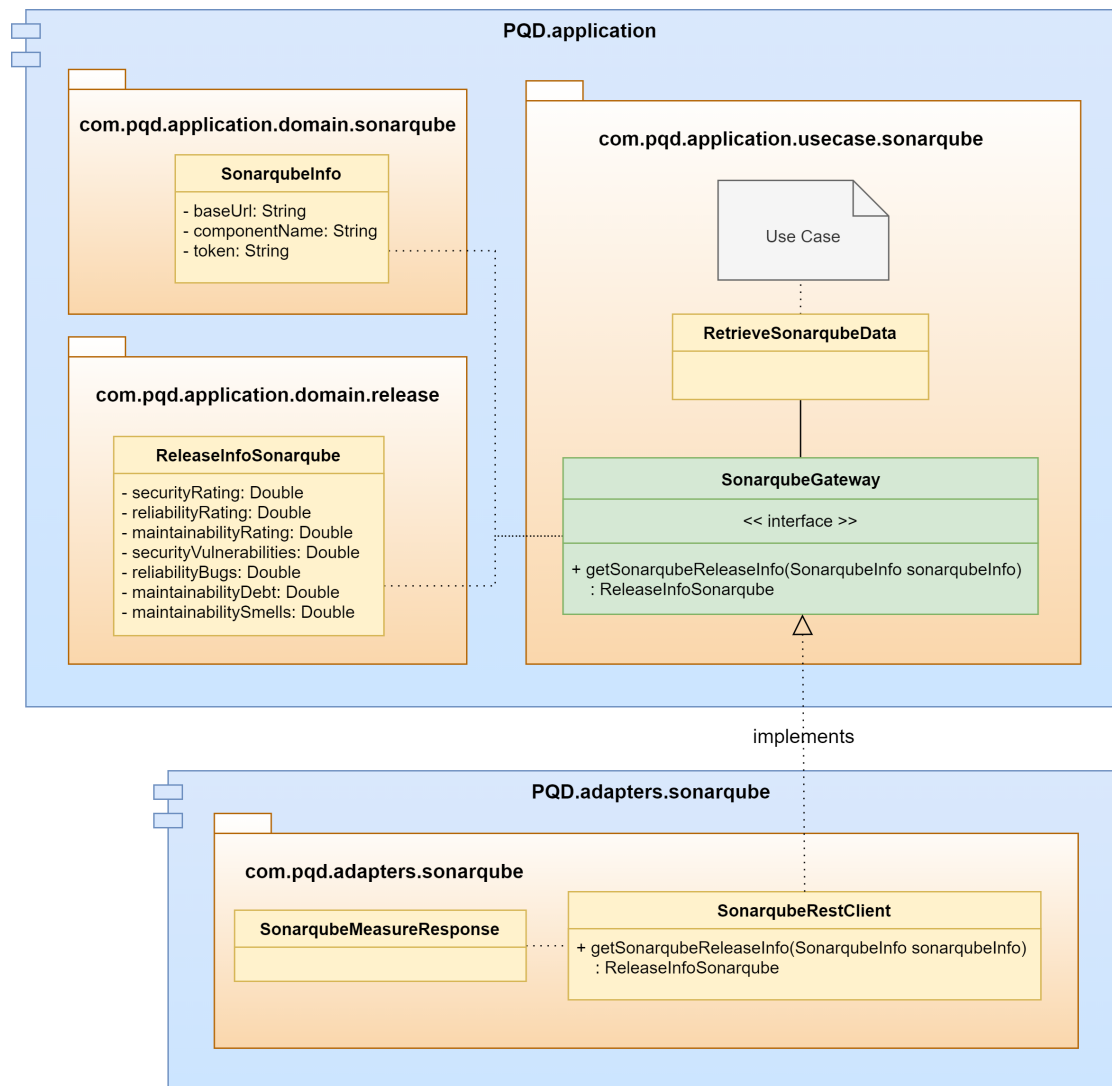 PQD.application
com.pqd.application.domain.sonarqube
SonarqubeInfo
- baseUrl: String
- componentName: String
- token: String
com.pqd.application.domain.release
ReleaseInfoSonarqube
- securityRating: Double
- reliabilityRating: Double
- maintainabilityRating: Double
- securityVulnerabilities: Double
- reliabilityBugs: Double
- maintainabilityDebt: Double
- maintainabilitySmells: Double
com.pqd.application.usecase.sonarqube
Use Case
RetrieveSonarqubeData
SonarqubeGateway
<< interface >>
+ getSonarqubeReleaseInfo(SonarqubeInfo sonarqubeInfo)
: ReleaseInfoSonarqube
implements
PQD.adapters.sonarqube
com.pqd.adapters.sonarqube
SonarqubeMeasureResponse
SonarqubeRestClient
+ getSonarqubeReleaseInfo(SonarqubeInfo sonarqubeInfo)
: ReleaseInfoSonarqube